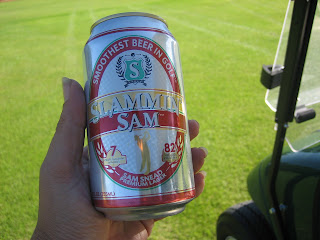 SMOOTHEST BEER IN GOLF
S
SLAMMIN'
SAM
7
82
SAM SNEAD
PREMIUM LAGER